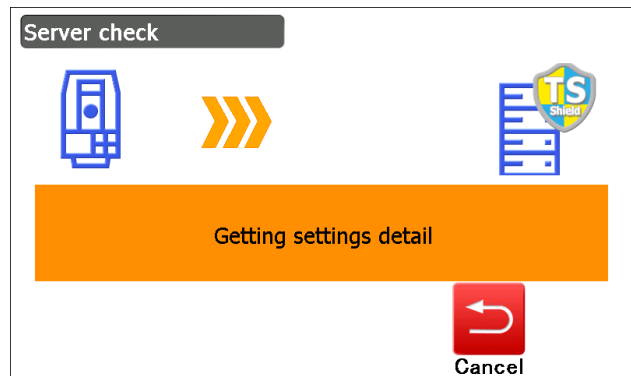 Server check
TS
Shield
Getting settings detail
Cancel